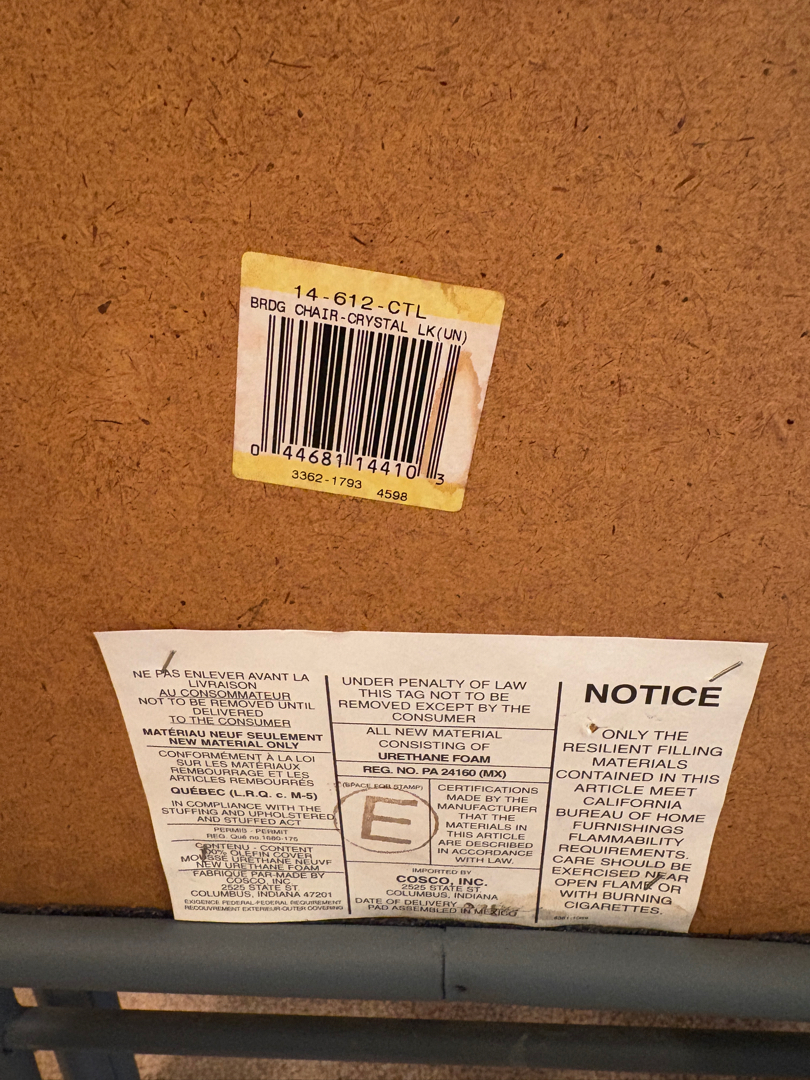 14-612-CTL
BRDG CHAIR-CRYSTAL LK(UN)
0 44681 14410 3
3362-1793 4598
NE PAS ENLEVER AVANT LA
LIVRAISON
AU CONSOMMATEUR
NOT TO BE REMOVED UNTIL
DELIVERED
TO THE CONSUMER
MATÉRIAU NEUF SEULEMENT
NEW MATERIAL ONLY
CONFORMÉMENT À LA LOI
SUR LES MATÉRIAUX
REMBOURRAGE ET LES
ARTICLES REMBOURRÉS
QUÉBEC (L.R.Q. c. M-5)
IN COMPLIANCE WITH THE
STUFFING AND UPHOLSTERED
AND STUFFED ACT
PERMIS - PERMIT
REG. Qué no.1680-175
CONTENU - CONTENT
100% OLEFIN COVER
MOUSSE URETHANE NEUVE
NEW URETHANE FOAM
FABRIQUE PAR-MADE BY
COSCO, INC.
2525 STATE ST.
COLUMBUS, INDIANA 47201
EXIGENCE FEDERAL-FEDERAL REQUIREMENT
RECOUVREMENT EXTERIEUR-OUTER COVERING
UNDER PENALTY OF LAW
THIS TAG NOT TO BE
REMOVED EXCEPT BY THE
CONSUMER
ALL NEW MATERIAL
CONSISTING OF
URETHANE FOAM
REG. NO. PA 24160 (MX)
(SPACE FOR STAMP)
E
CERTIFICATIONS
MADE BY THE
MANUFACTURER
THAT THE
MATERIALS IN
THIS ARTICLE
ARE DESCRIBED
IN ACCORDANCE
WITH LAW.
IMPORTED BY
COSCO, INC.
2525 STATE ST.
COLUMBUS, INDIANA
DATE OF DELIVERY
PAD ASSEMBLED IN MEXICO
NOTICE
ONLY THE
RESILIENT FILLING
MATERIALS
CONTAINED IN THIS
ARTICLE MEET
CALIFORNIA
BUREAU OF HOME
FURNISHINGS
FLAMMABILITY
REQUIREMENTS.
CARE SHOULD BE
EXERCISED NEAR
OPEN FLAME OR
WITH BURNING
CIGARETTES.